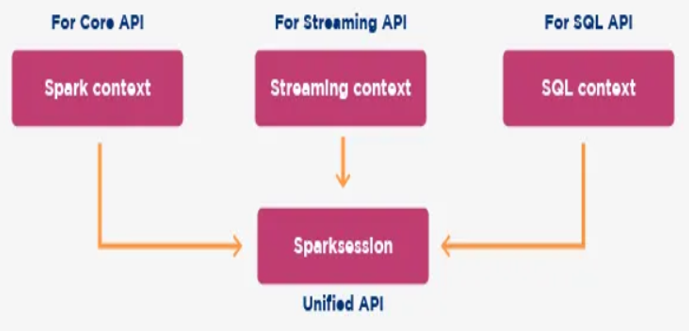 For Core API
For Streaming API
For SQL API
Spark context
Streaming context
SQL context
Sparksession
Unified API